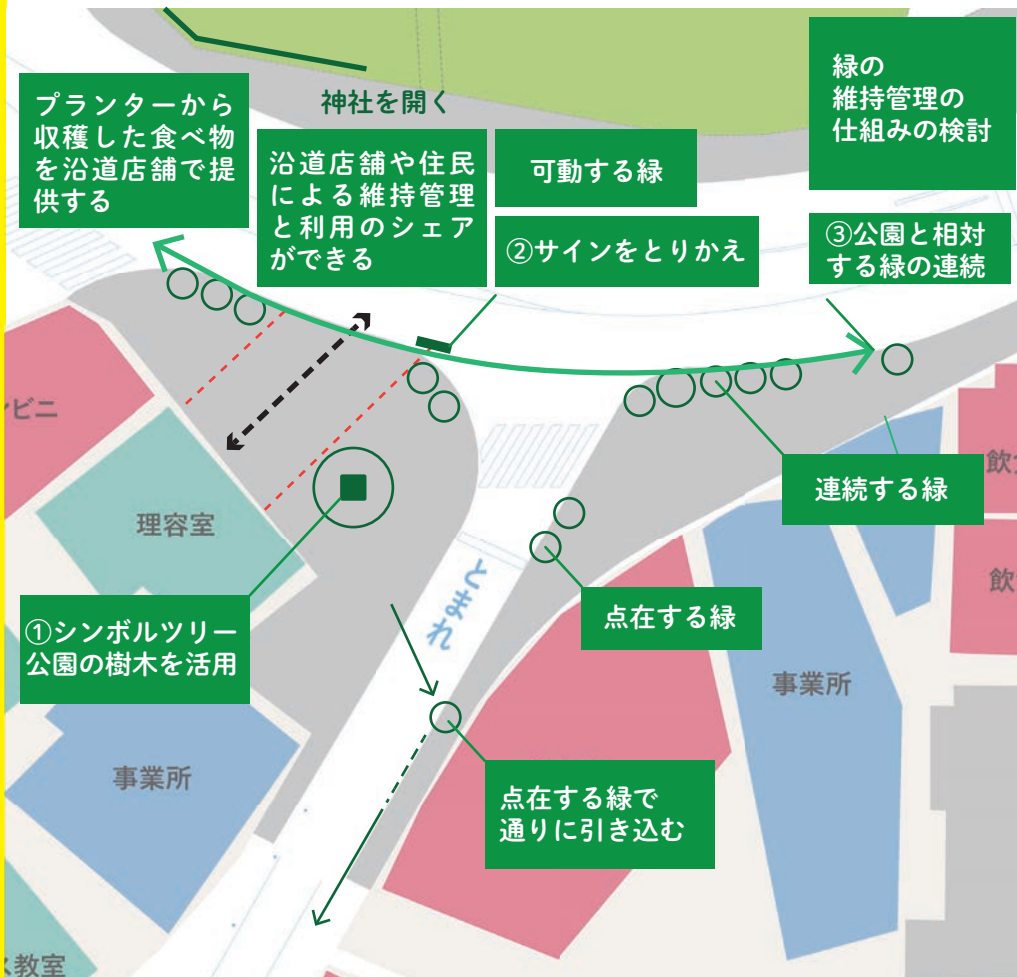 プランターから
収穫した食べ物
を沿道店舗で提
供する
神社を開く
沿道店舗や住民
による維持管理
と利用のシェア
ができる
可動する緑
②サインをとりかえ
緑の
維持管理の
仕組みの検討
③公園と相対
する緑の連続
ンビニ
理容室
連続する緑
飲
飲
とまれ
点在する緑
①シンボルツリー
公園の樹木を活用
事業所
事業所
点在する緑で
通りに引き込む
ス教室